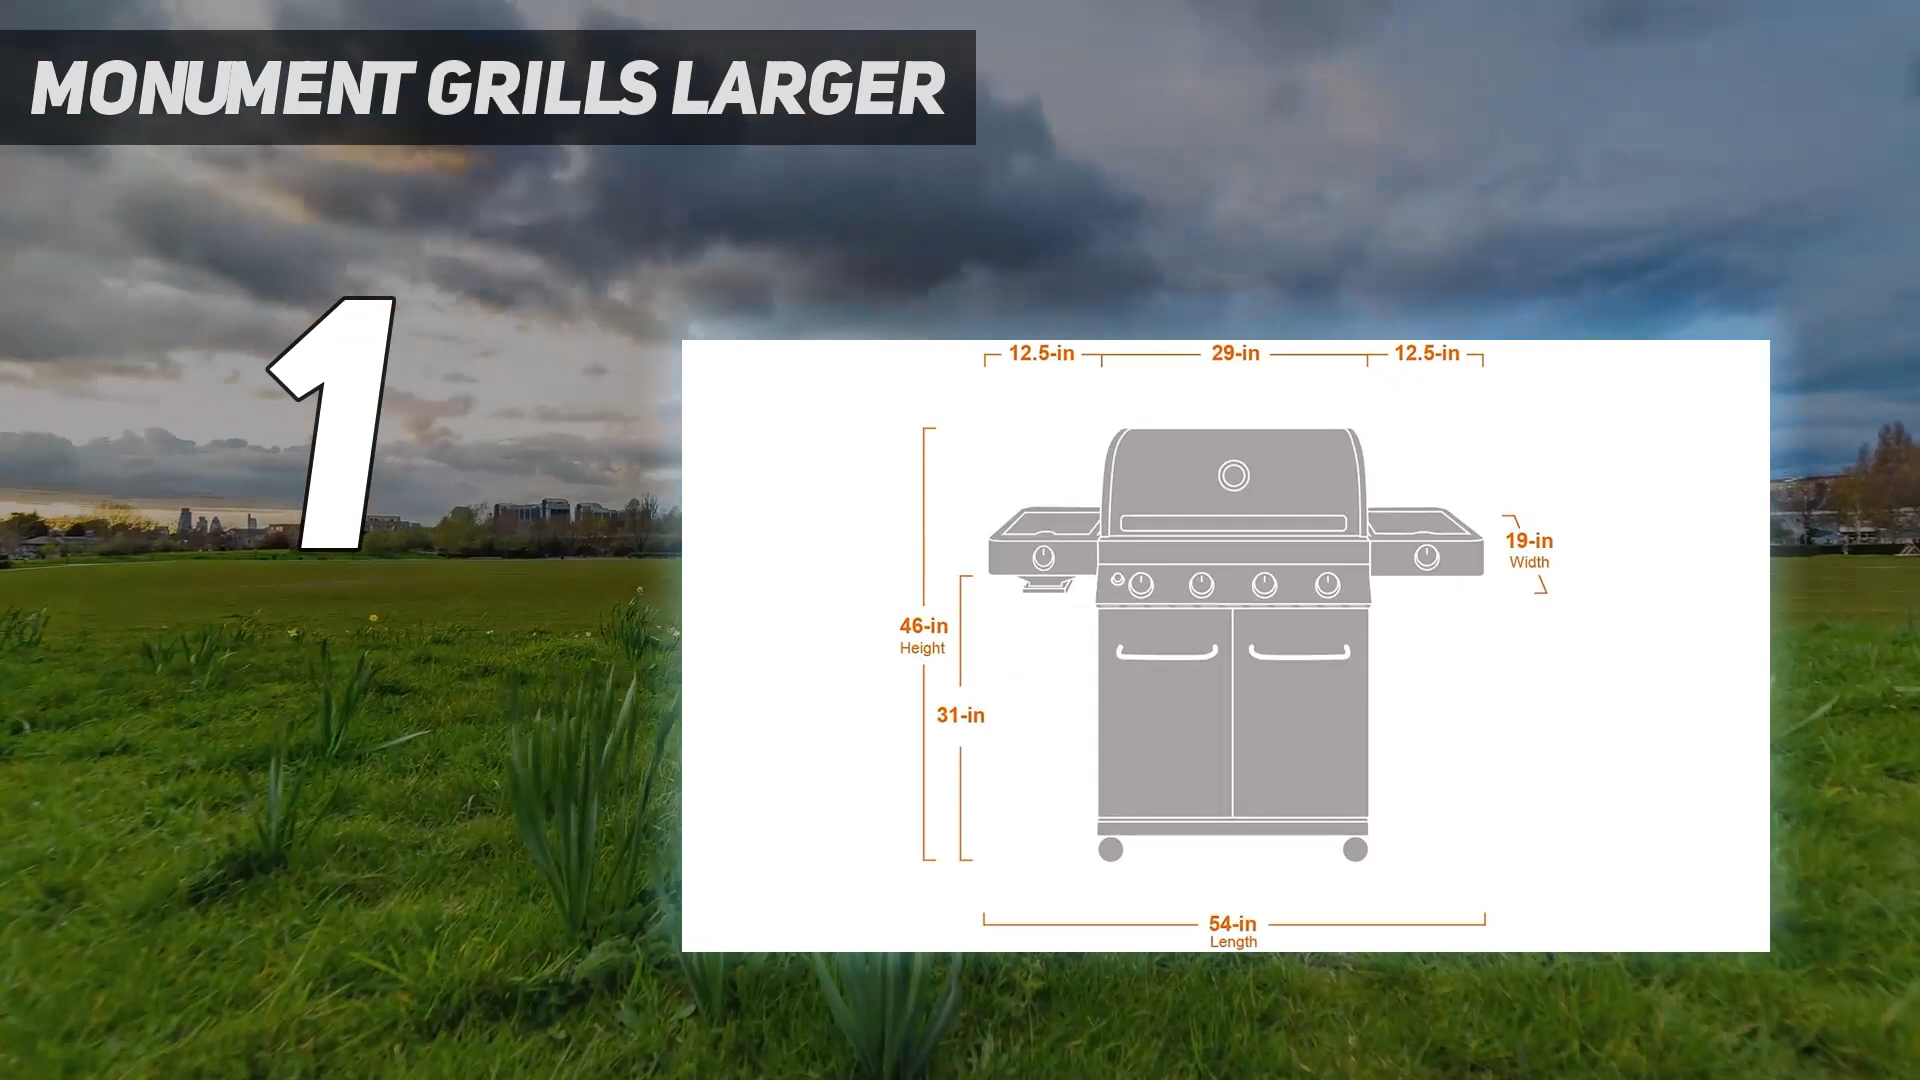 MONUMENT GRILLS LARGER
1
12.5-in
29-in
12.5-in
19-in
Width
46-in
Height
31-in
54-in
Length